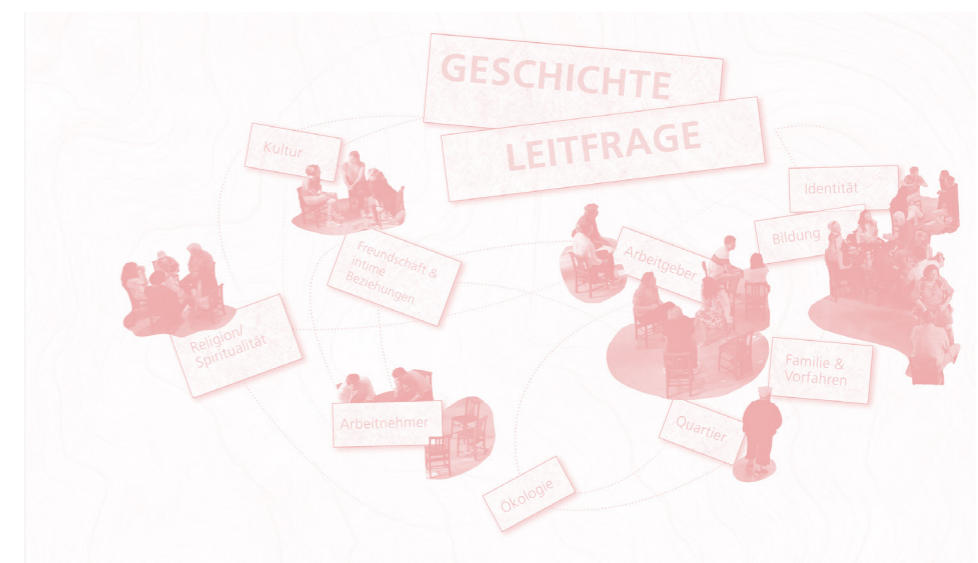 GESCHICHTE
LEITFRAGE
Kultur
Identität
Bildung
Freundschaft &
intime
Beziehungen
Arbeitgeber
Religion/
Spiritualität
Familie &
Vorfahren
Arbeitnehmer
Quartier
Ökologie